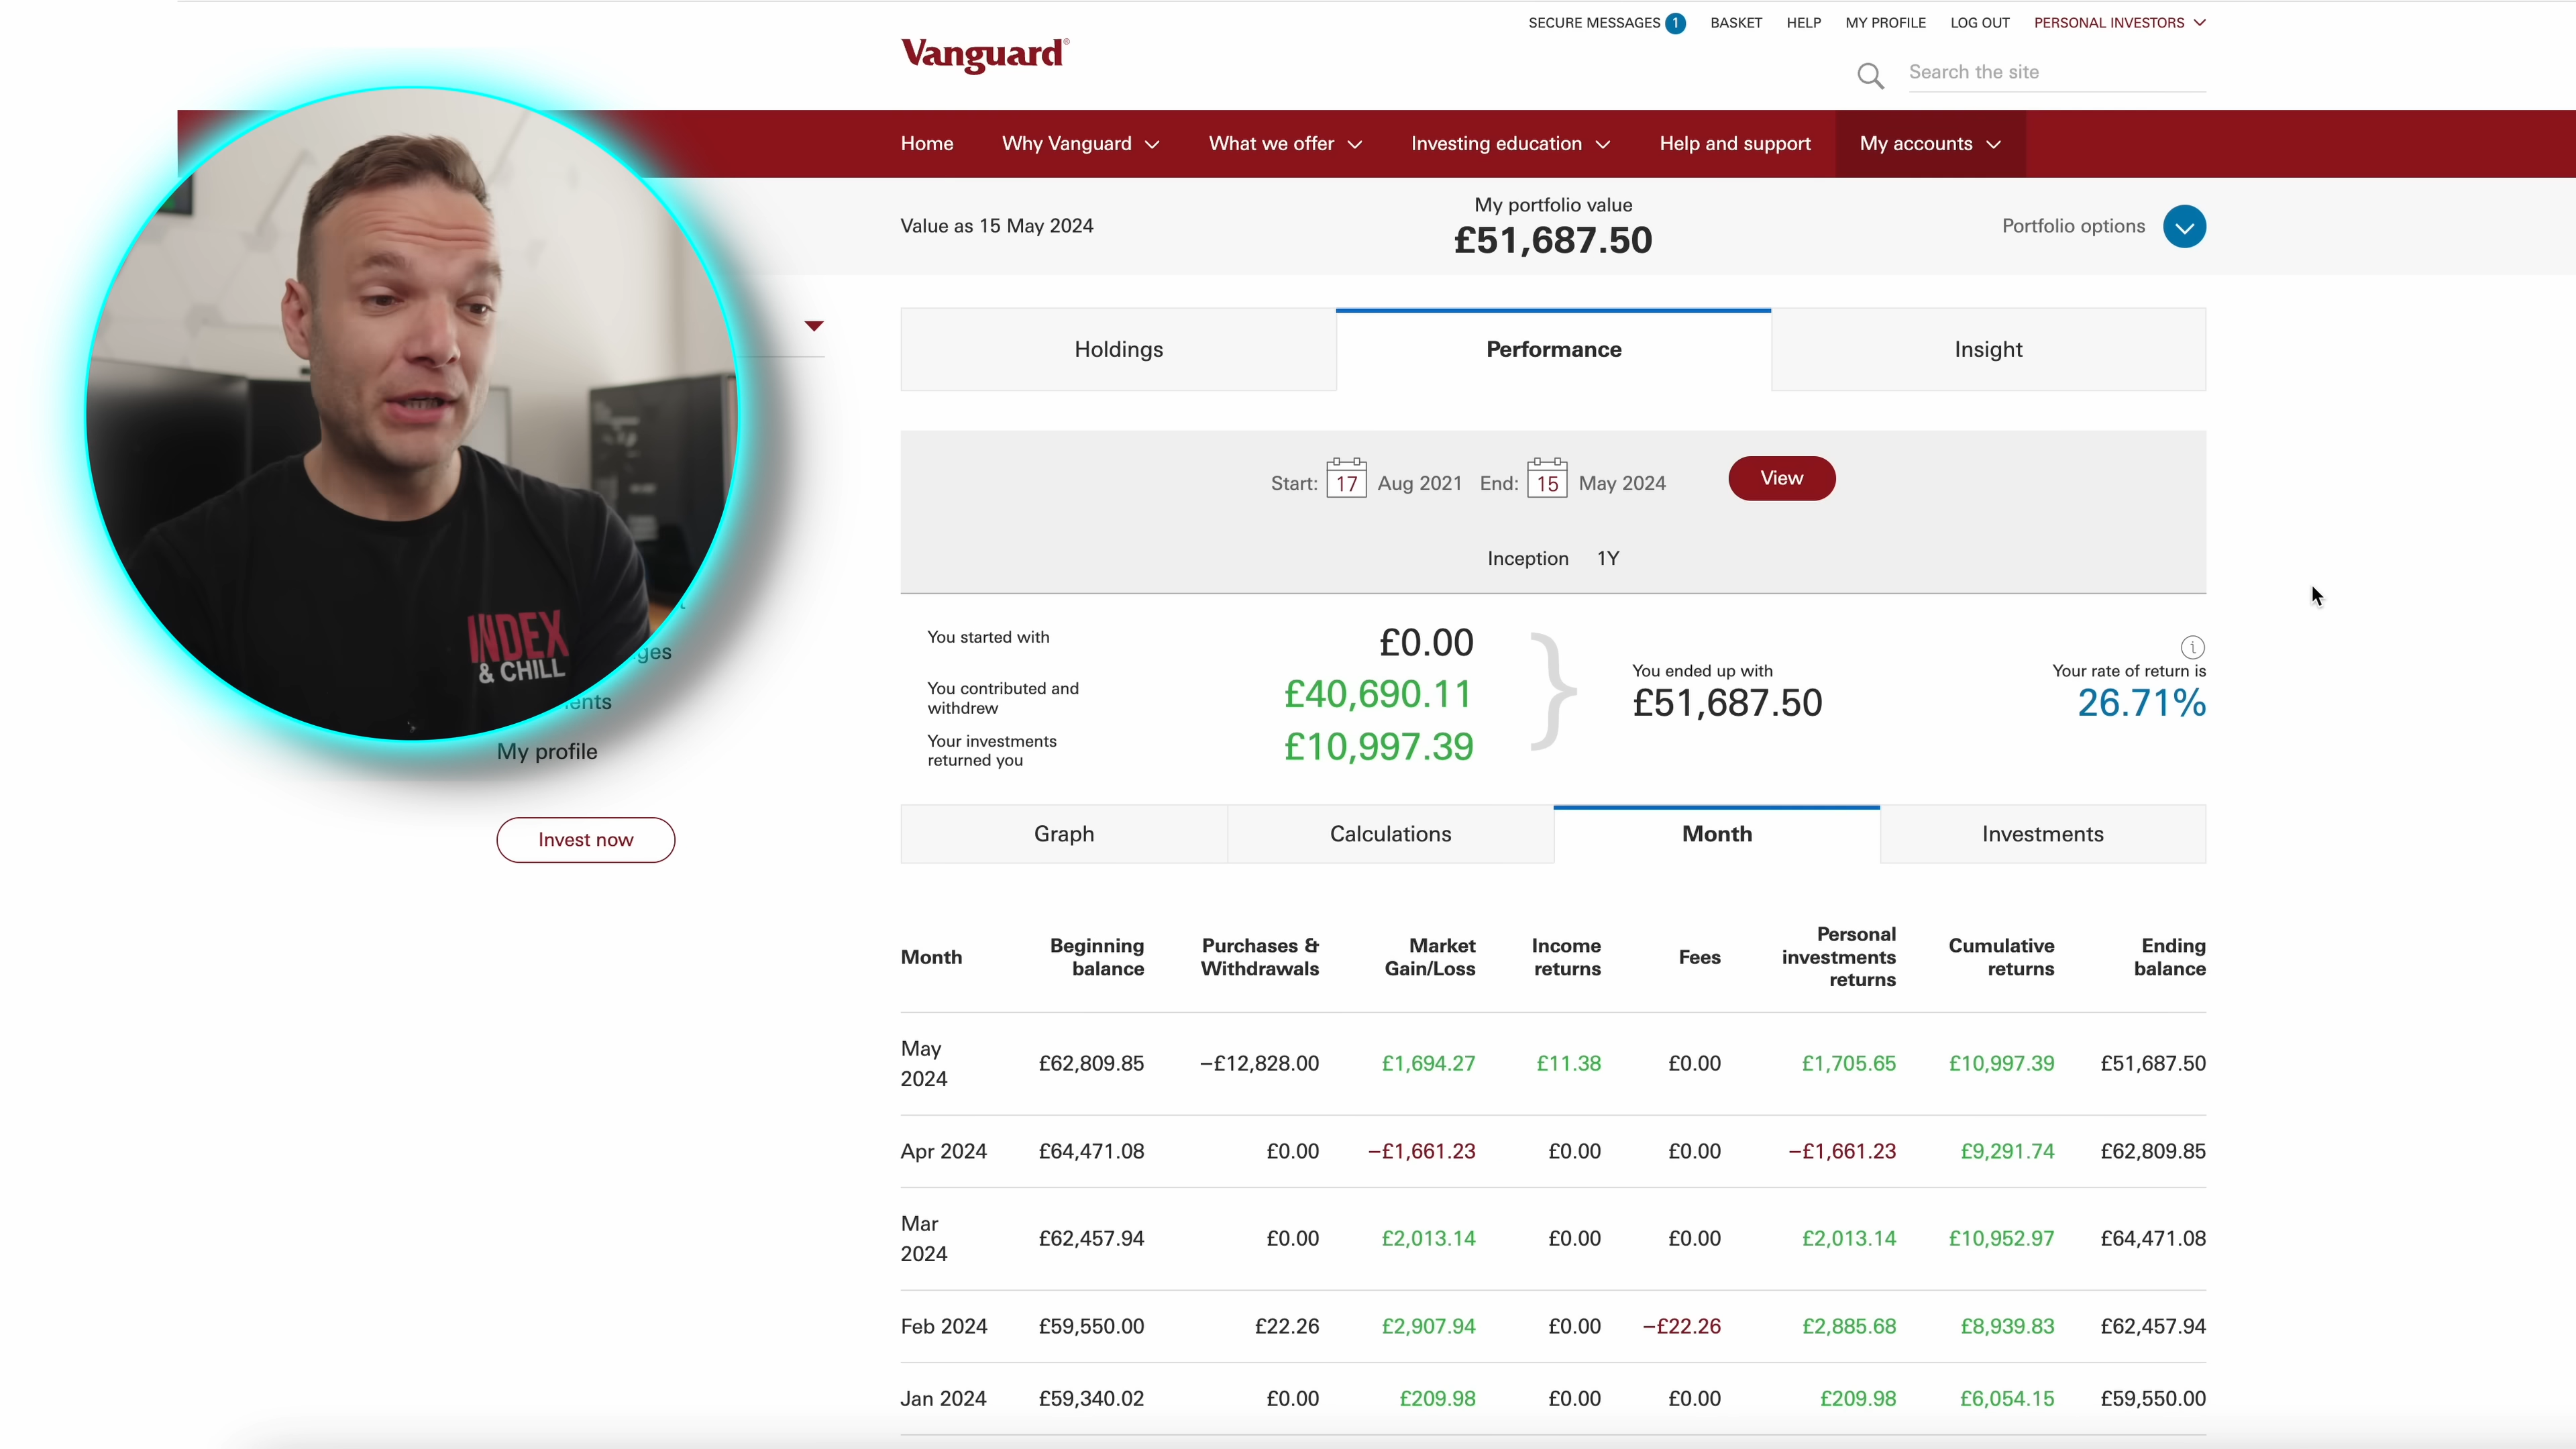 SECURE MESSAGES 1 BASKET HELP MY PROFILE LOG OUT PERSONAL INVESTORS
Vanguard®
Search the site
Home Why Vanguard What we offer Investing education Help and support My accounts
Value as 15 May 2024
My portfolio value
£51,687.50
Portfolio options
Holdings Performance Insight
Start: 17 Aug 2021 End: 15 May 2024 View
Inception 1Y
You started with £0.00
You contributed and
withdrew
£40,690.11
Your investments
returned you
£10,997.39
You ended up with
£51,687.50
Your rate of return is
26.71%
INDEX
& CHILL
My profile
Invest now
Graph Calculations Month Investments
Month Beginning balance Purchases & Withdrawals Market Gain/Loss Income returns Fees Personal investments returns Cumulative returns Ending balance
May 2024 £62,809.85 –£12,828.00 £1,694.27 £11.38 £0.00 £1,705.65 £10,997.39 £51,687.50
Apr 2024 £64,471.08 £0.00 –£1,661.23 £0.00 £0.00 –£1,661.23 £9,291.74 £62,809.85
Mar 2024 £62,457.94 £0.00 £2,013.14 £0.00 £0.00 £2,013.14 £10,952.97 £64,471.08
Feb 2024 £59,550.00 £22.26 £2,907.94 £0.00 –£22.26 £2,885.68 £8,939.83 £62,457.94
Jan 2024 £59,340.02 £0.00 £209.98 £0.00 £0.00 £209.98 £6,054.15 £59,550.00